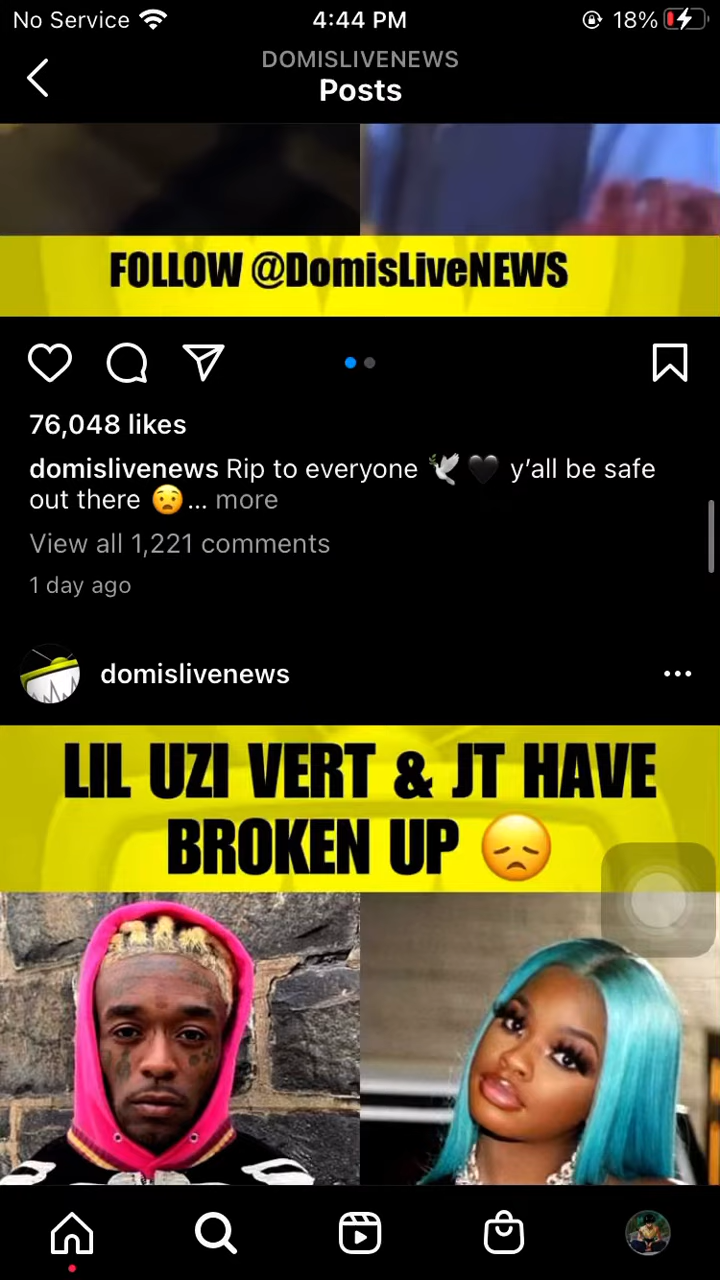 No Service 4:44 PM 18%
DOMISLIVENEWS
Posts
FOLLOW @DomisLiveNEWS
76,048 likes
domislivenews Rip to everyone 🕊️🖤 y'all be safe
out there 😧... more
View all 1,221 comments
1 day ago
domislivenews
LIL UZI VERT & JT HAVE
BROKEN UP 😞